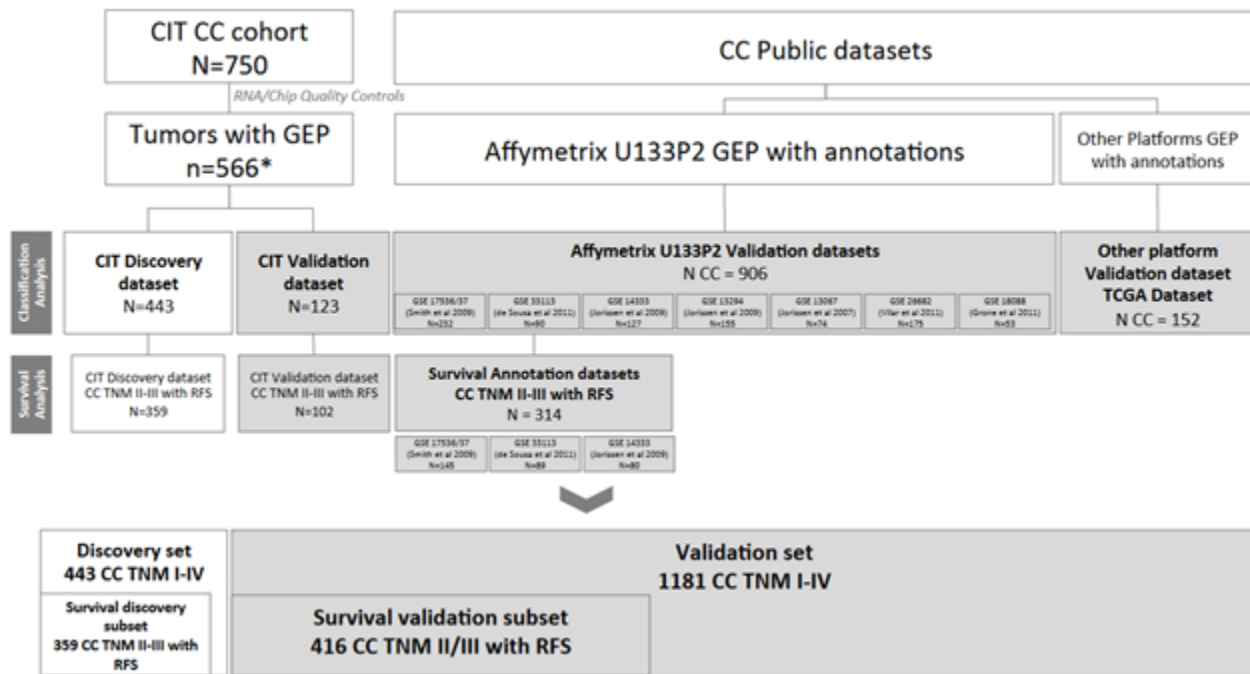 CIT CC cohort
N=750
CC Public datasets
RNA/Chip Quality Controls
Tumors with GEP
n=566*
Affymetrix U133P2 GEP with annotations
Other Platforms GEP
with annotations
Classification
Analysis
CIT Discovery
dataset
N=443
CIT Validation
dataset
N=123
Affymetrix U133P2 Validation datasets
N CC = 906
GSE 17536/37
(Smith et al 2009)
N=232
GSE 33113
(de Sousa et al 2011)
N=90
GSE 14333
(Jorissen et al 2009)
N=127
GSE 13294
(Jorissen et al 2009)
N=155
GSE 13067
(Jorissen et al 2007)
N=74
GSE 26682
(Vilar et al 2011)
N=175
GSE 18088
(Grone et al 2011)
N=53
Other platform
Validation dataset
TCGA Dataset
N CC = 152
Survival
Analysis
CIT Discovery dataset
CC TNM II-III with RFS
N=359
CIT Validation dataset
CC TNM II-III with RFS
N=102
Survival Annotation datasets
CC TNM II-III with RFS
N = 314
GSE 17536/37
(Smith et al 2009)
N=145
GSE 33113
(de Sousa et al 2011)
N=89
GSE 14333
(Jorissen et al 2009)
N=80
Discovery set
443 CC TNM I-IV
Survival discovery
subset
359 CC TNM II-III with
RFS
Validation set
1181 CC TNM I-IV
Survival validation subset
416 CC TNM II/III with RFS